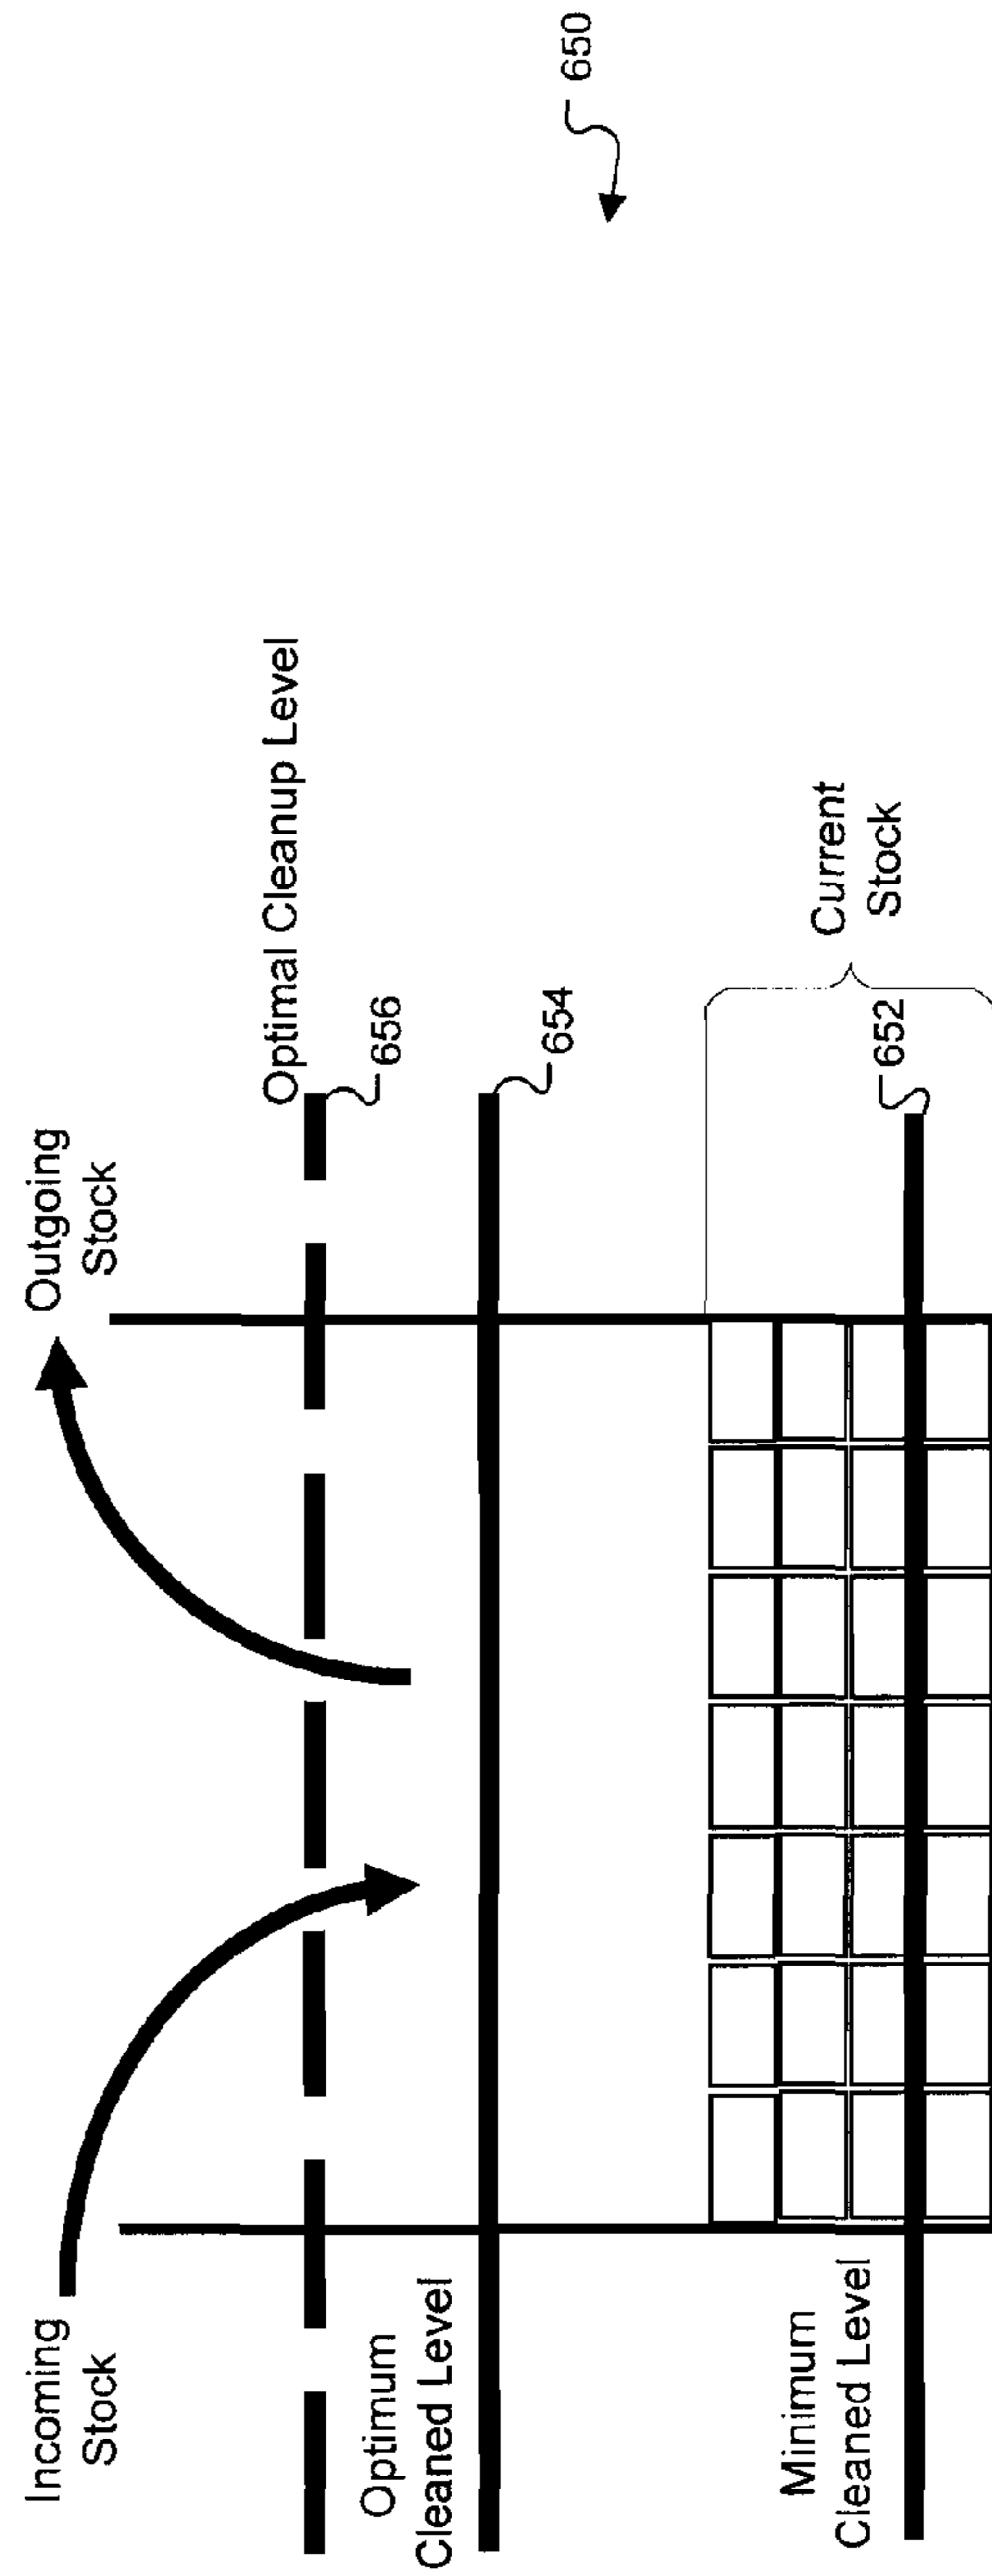 Incoming
Stock
Outgoing
Stock
Optimal Cleanup Level
656
Optimum
Cleaned Level
654
650
Minimum
Cleaned Level
652
Current
Stock